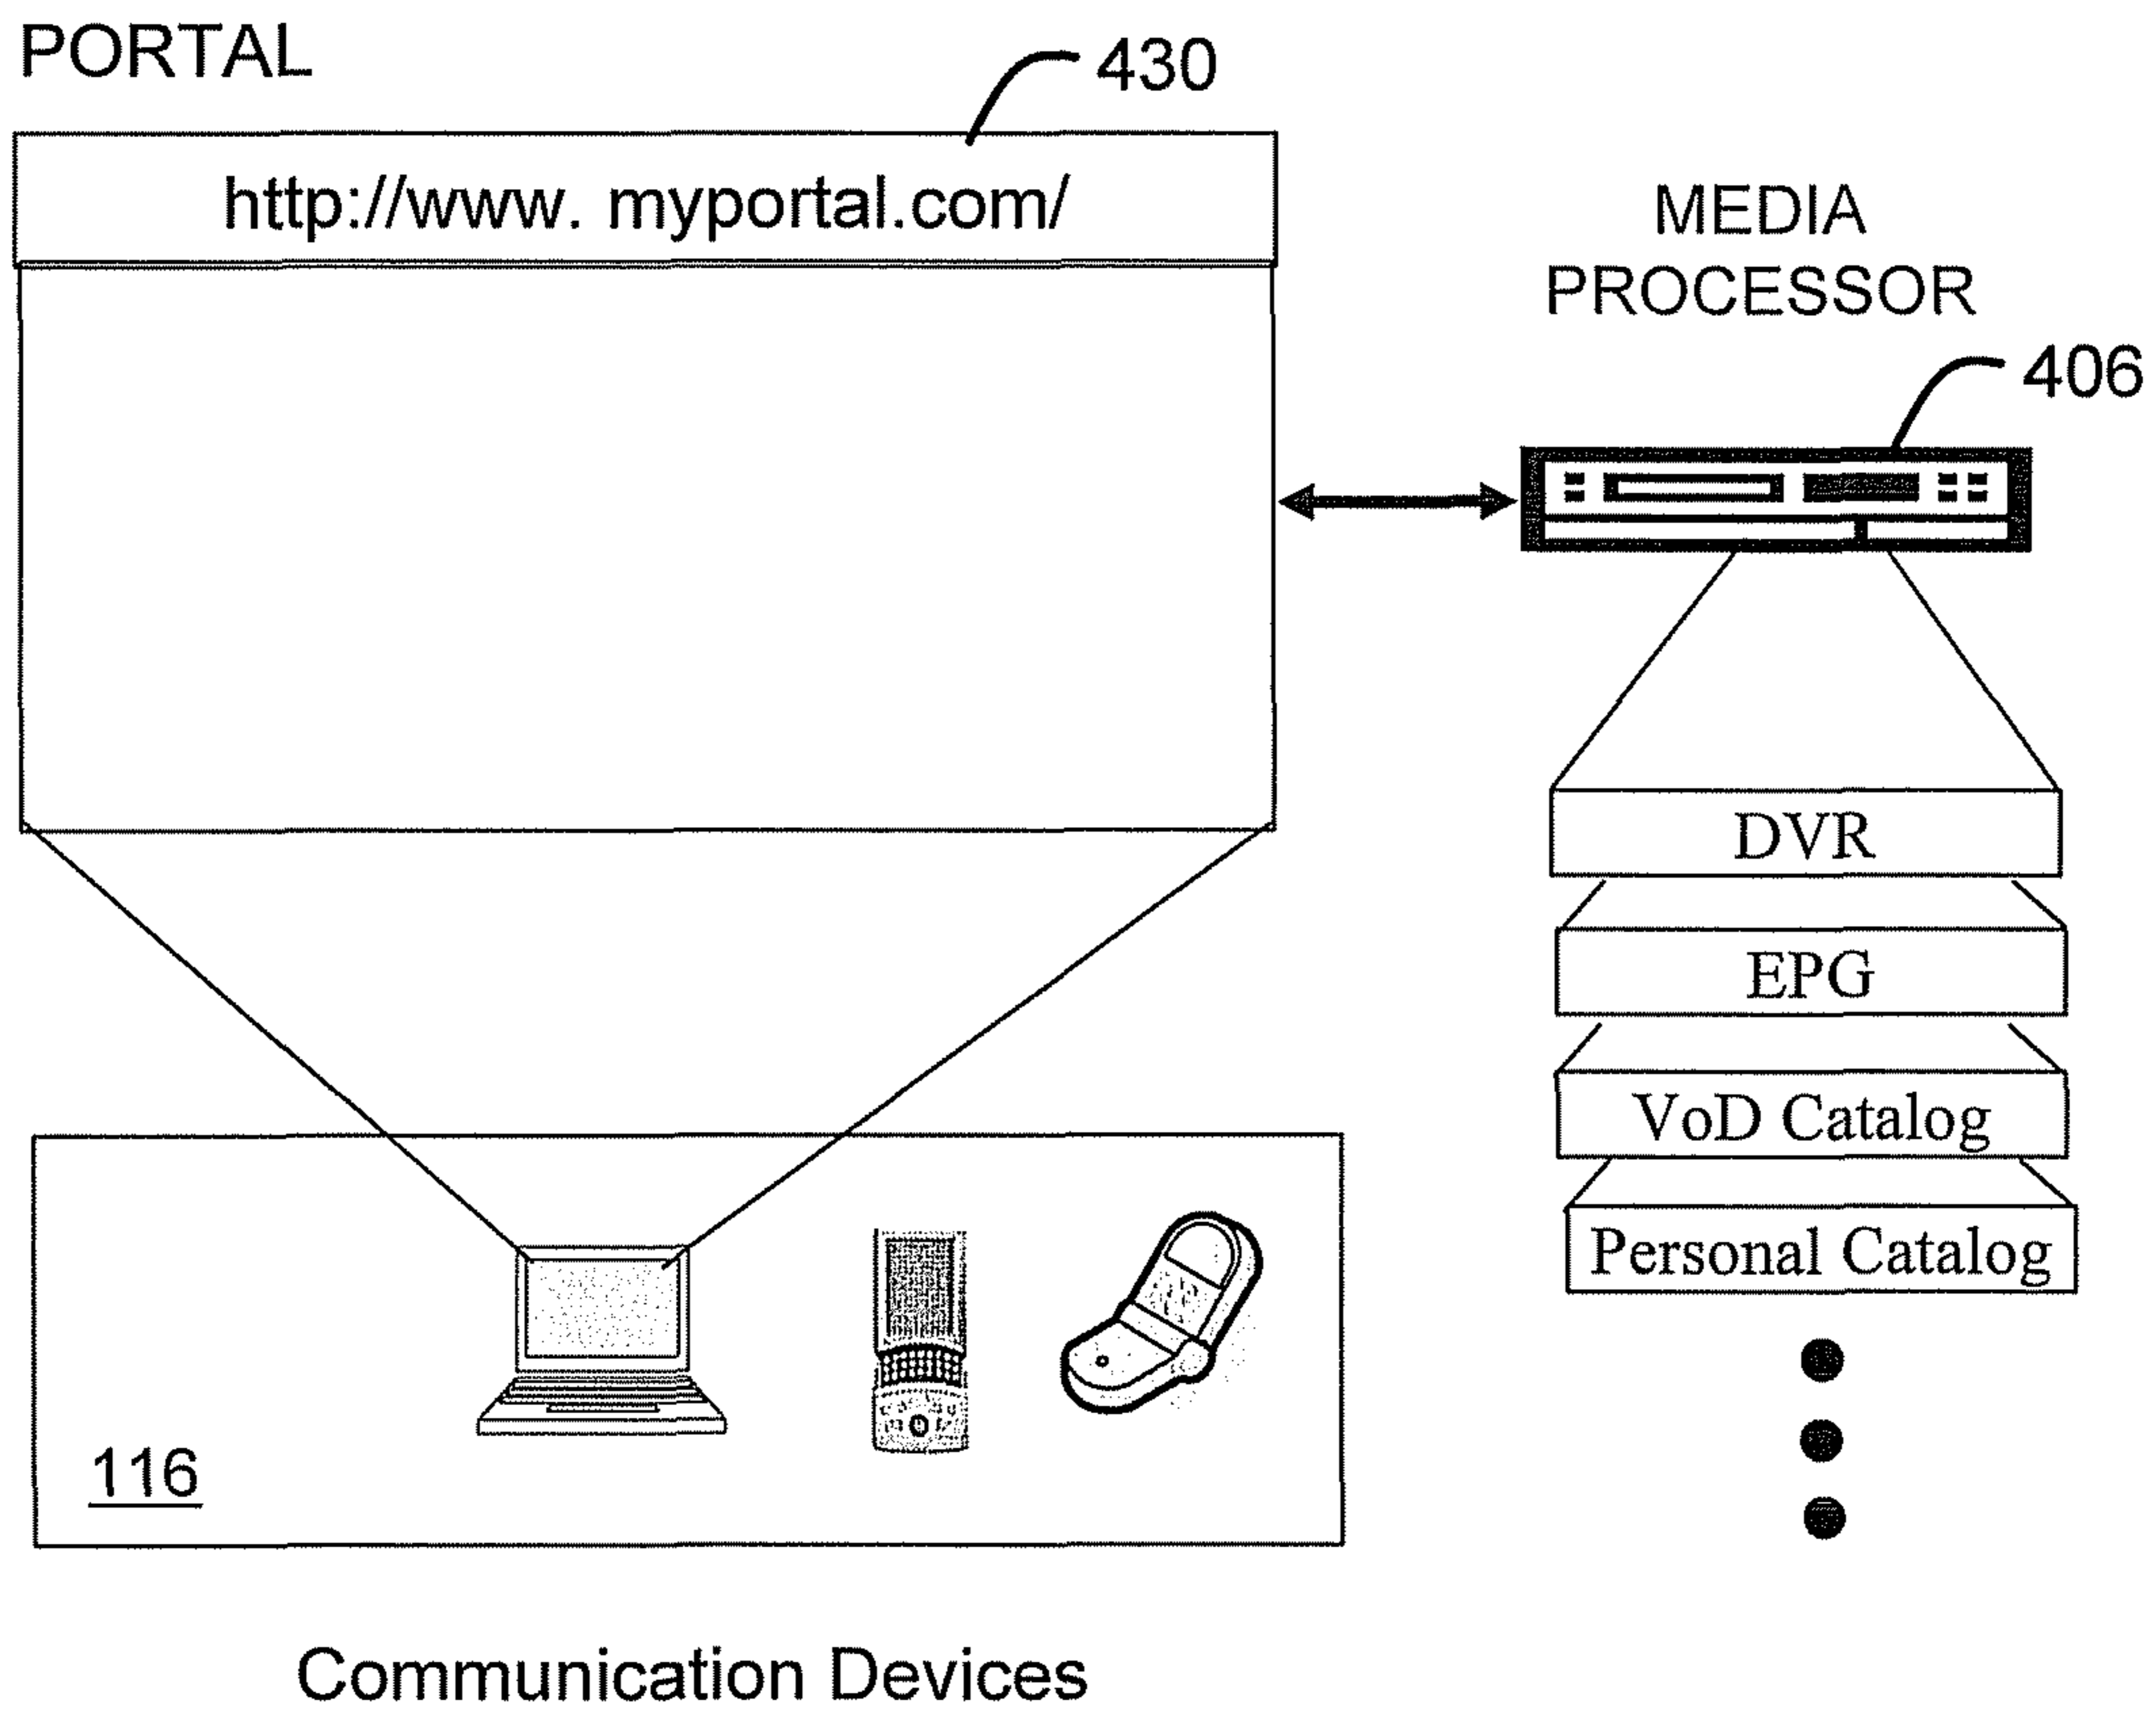 PORTAL
430
http://www. myportal.com/
MEDIA
PROCESSOR
406
DVR
EPG
VoD Catalog
Personal Catalog
116
Communication Devices